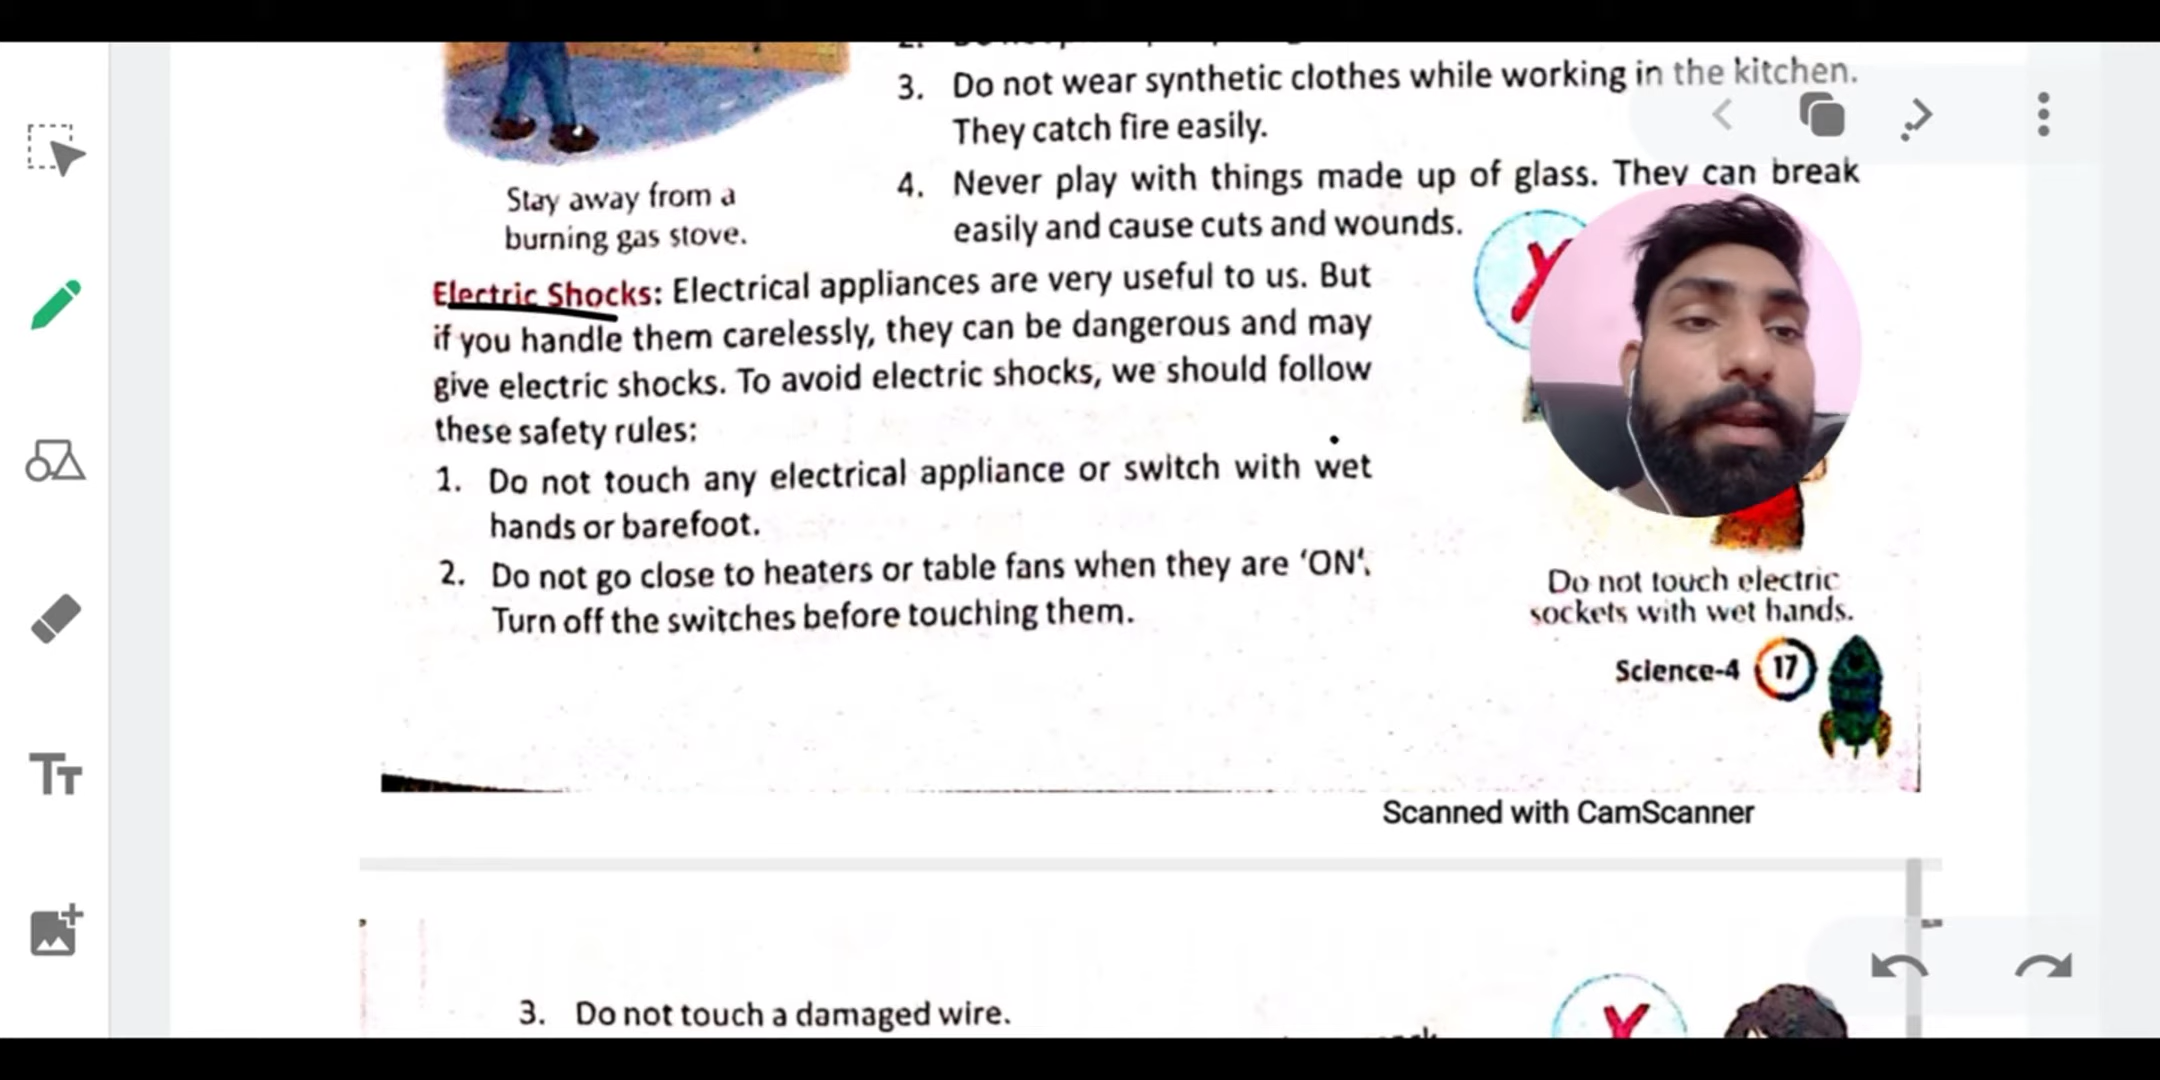 3. Do not wear synthetic clothes while working in the kitchen.
They catch fire easily.
4. Never play with things made up of glass. They can break
easily and cause cuts and wounds.
Stay away from a
burning gas stove.
Electric Shocks: Electrical appliances are very useful to us. But
if you handle them carelessly, they can be dangerous and may
give electric shocks. To avoid electric shocks, we should follow
these safety rules:
1. Do not touch any electrical appliance or switch with wet
hands or barefoot.
2. Do not go close to heaters or table fans when they are ‘ON‘.
Turn off the switches before touching them.
Do not touch electric
sockets with wet hands.
Science-4 17
Scanned with CamScanner
3. Do not touch a damaged wire.
TT